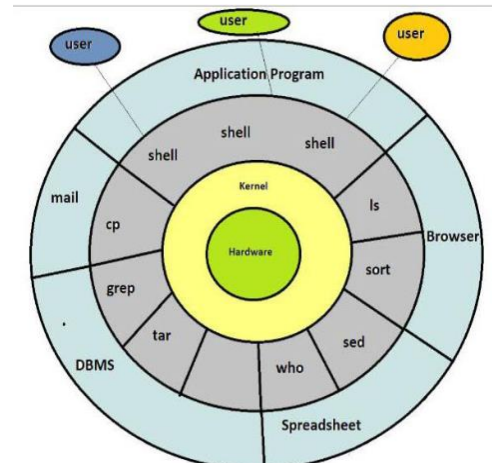 user
user
user
Application Program
shell
shell
shell
mail
Kernel
ls
cp
Browser
Hardware
sort
grep
tar
sed
DBMS
who
Spreadsheet